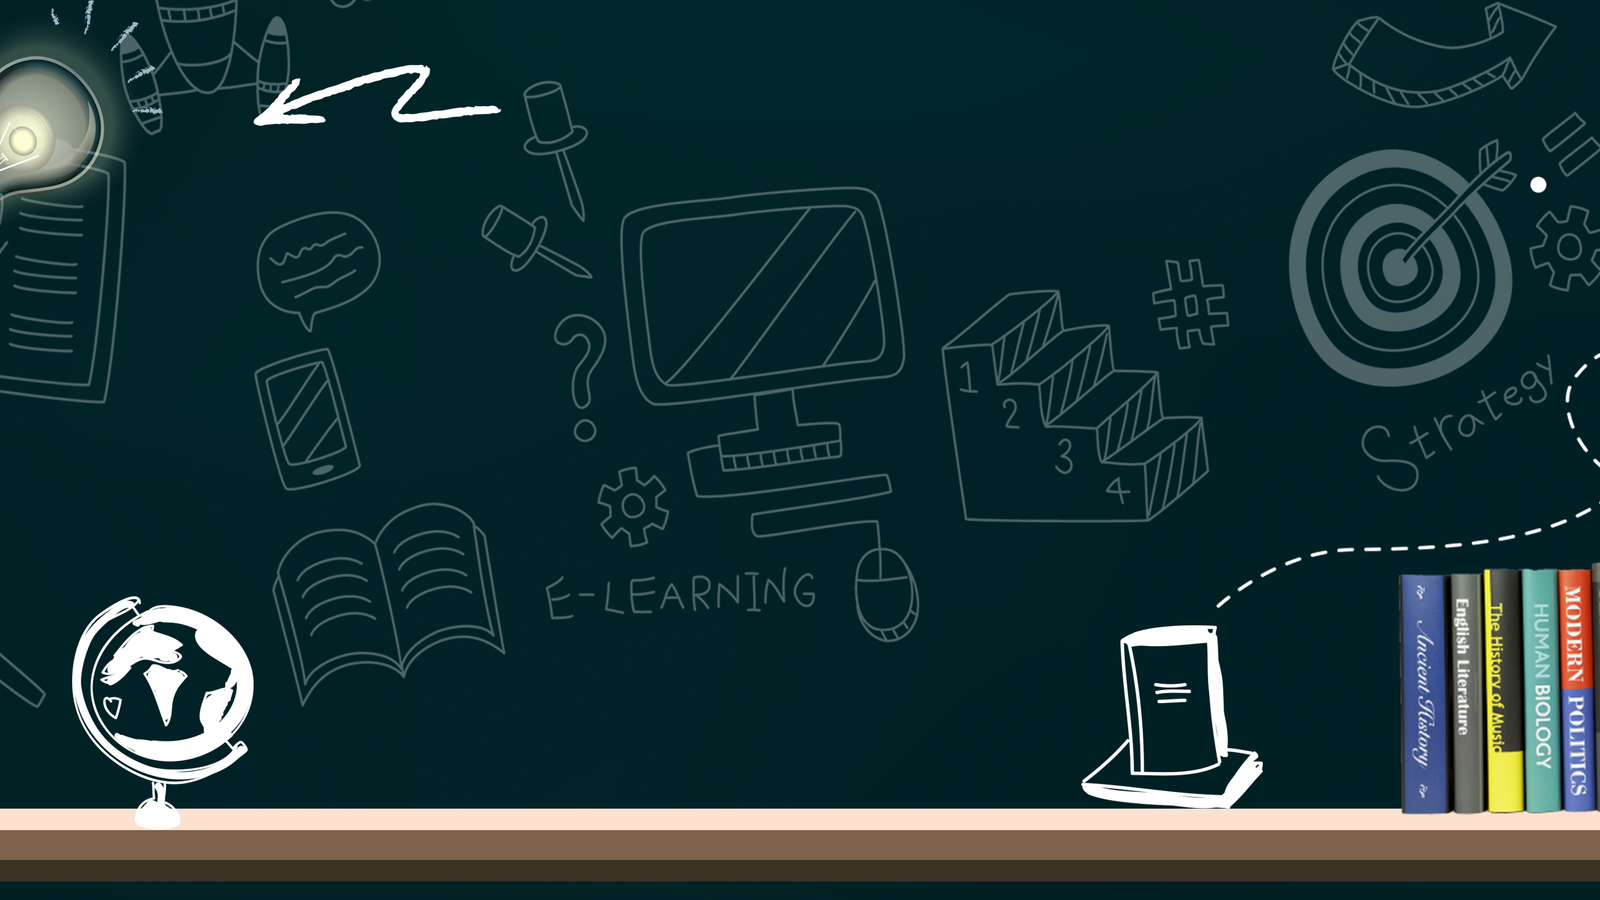 #
1
2
3
4
Strategy
?
E-LEARNING
Ancient History
English Literature
The History of Music
HUMAN BIOLOGY
MODERN POLITICS